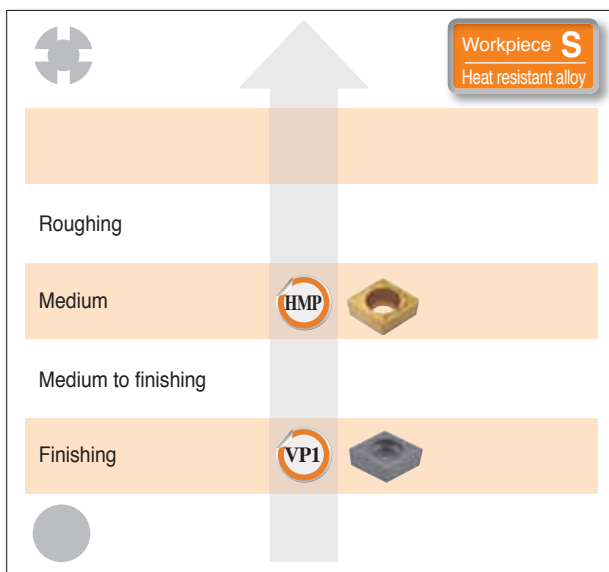 Workpiece S
Heat resistant alloy
Roughing
Medium
HMP
Medium to finishing
Finishing
VP1